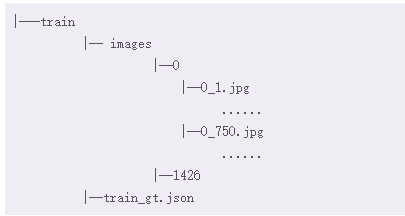 |——train
|—— images
|——0
|——0_1.jpg
......
|——0_750.jpg
......
|——1426
|——train_gt.json